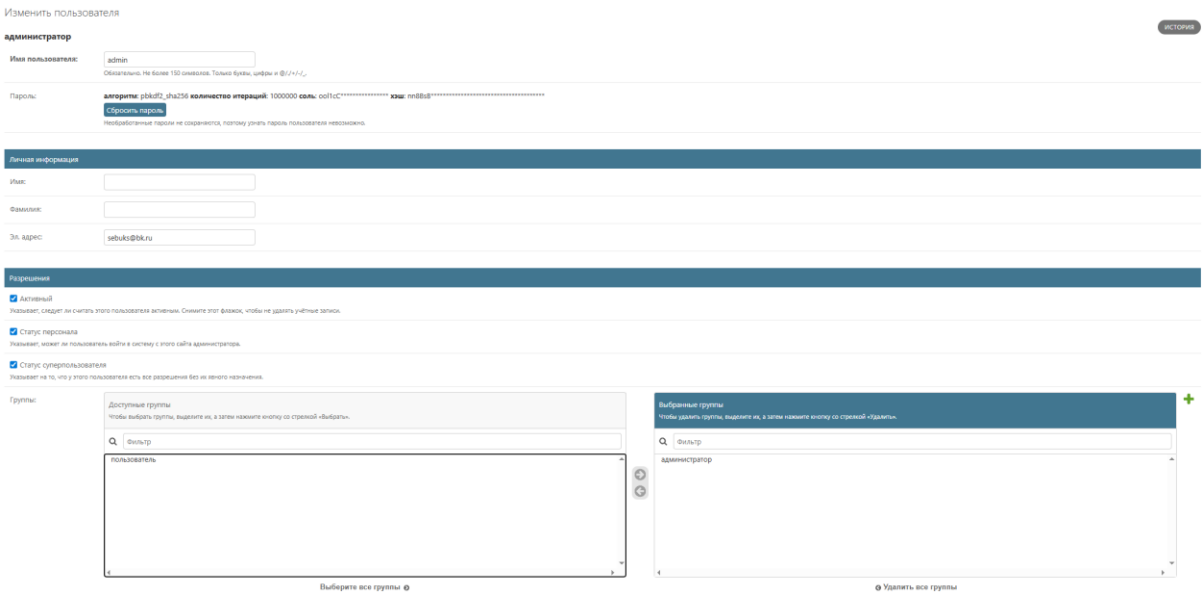 Изменить пользователя
ИСТОРИЯ
администратор
Имя пользователя: admin
Обязательно. Не более 150 символов. Только буквы, цифры и @/./+/-/_.
Пароль: алгоритм: pbkdf2_sha256 количество итераций: 1000000 соль: ool1cC**************** хэш: nn8Bs8**************************************
Сбросить пароль
Необработанные пароли не сохраняются, поэтому узнать пароль пользователя невозможно.
Личная информация
Имя:
Фамилия:
Эл. адрес: sebuks@bk.ru
Разрешения
Активный
Указывает, следует ли считать этого пользователя активным. Снимите этот флажок, чтобы не удалять учётные записи.
Статус персонала
Указывает, может ли пользователь войти в систему с этого сайта администратора.
Статус суперпользователя
Указывает на то, что у этого пользователя есть все разрешения без их явного назначения.
Группы:
Доступные группы
Чтобы выбрать группы, выделите их, а затем нажмите кнопку со стрелкой «Выбрать».
Фильтр
пользователь
Выберите все группы
Выбранные группы
Чтобы удалить группы, выделите их, а затем нажмите кнопку со стрелкой «Удалить».
Фильтр
администратор
Удалить все группы